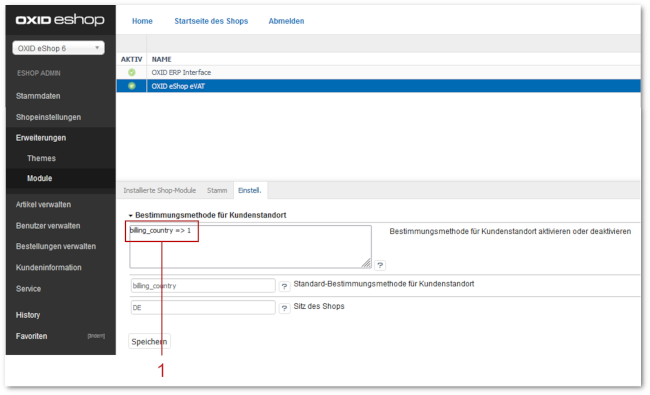 OXID eshop
Home Startseite des Shops Abmelden
OXID eShop 6
AKTIV NAME
ESHOP ADMIN
OXID ERP Interface
OXID eShop eVAT
Stammdaten
Shopeinstellungen
Erweiterungen
Themes
Module
Installierte Shop-Module Stamm Einstell.
Artikel verwalten
Bestimmungsmethode für Kundenstandort
Benutzer verwalten
billing_country => 1
Bestimmungsmethode für Kundenstandort aktivieren oder deaktivieren
Bestellungen verwalten
Kundeninformation
?
Service
billing_country ? Standard-Bestimmungsmethode für Kundenstandort
DE ? Sitz des Shops
History
Favoriten
Speichern
1